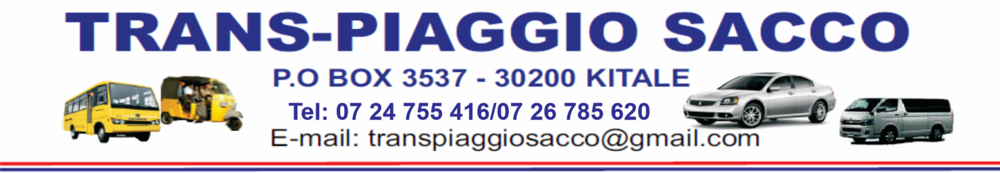 TRANS-PIAGGIO SACCO
P.O BOX 3537 - 30200 KITALE
Tel: 07 24 755 416/07 26 785 620
E-mail: transpiaggiosacco@gmail.com